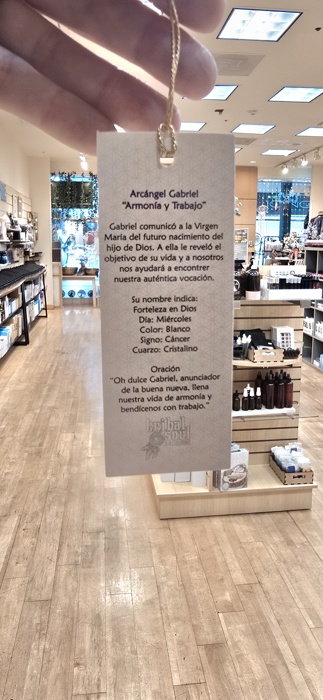 Arcángel Gabriel
"Armonía y Trabajo"
Gabriel comunicó a la Virgen
María del futuro nacimiento del
hijo de Dios. A ella le reveló el
objetivo de su vida y a nosotros
nos ayudará a encontrer
nuestra auténtica vocación.
Su nombre indica:
Forteleza en Dios
Día: Miércoles
Color: Blanco
Signo: Cáncer
Cuarzo: Cristalino
Oración
"Oh dulce Gabriel, anunciador
de la buena nueva, llena
nuestra vida de armonía y
bendícenos con trabajo."